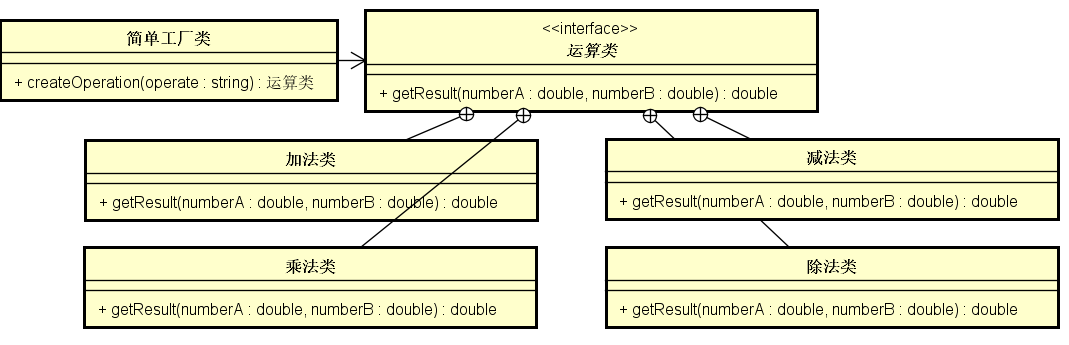 简单工厂类
+ createOperation(operate : string) : 运算类
<<interface>>
运算类
+ getResult(numberA : double, numberB : double) : double
加法类
+ getResult(numberA : double, numberB : double) : double
减法类
+ getResult(numberA : double, numberB : double) : double
乘法类
+ getResult(numberA : double, numberB : double) : double
除法类
+ getResult(numberA : double, numberB : double) : double